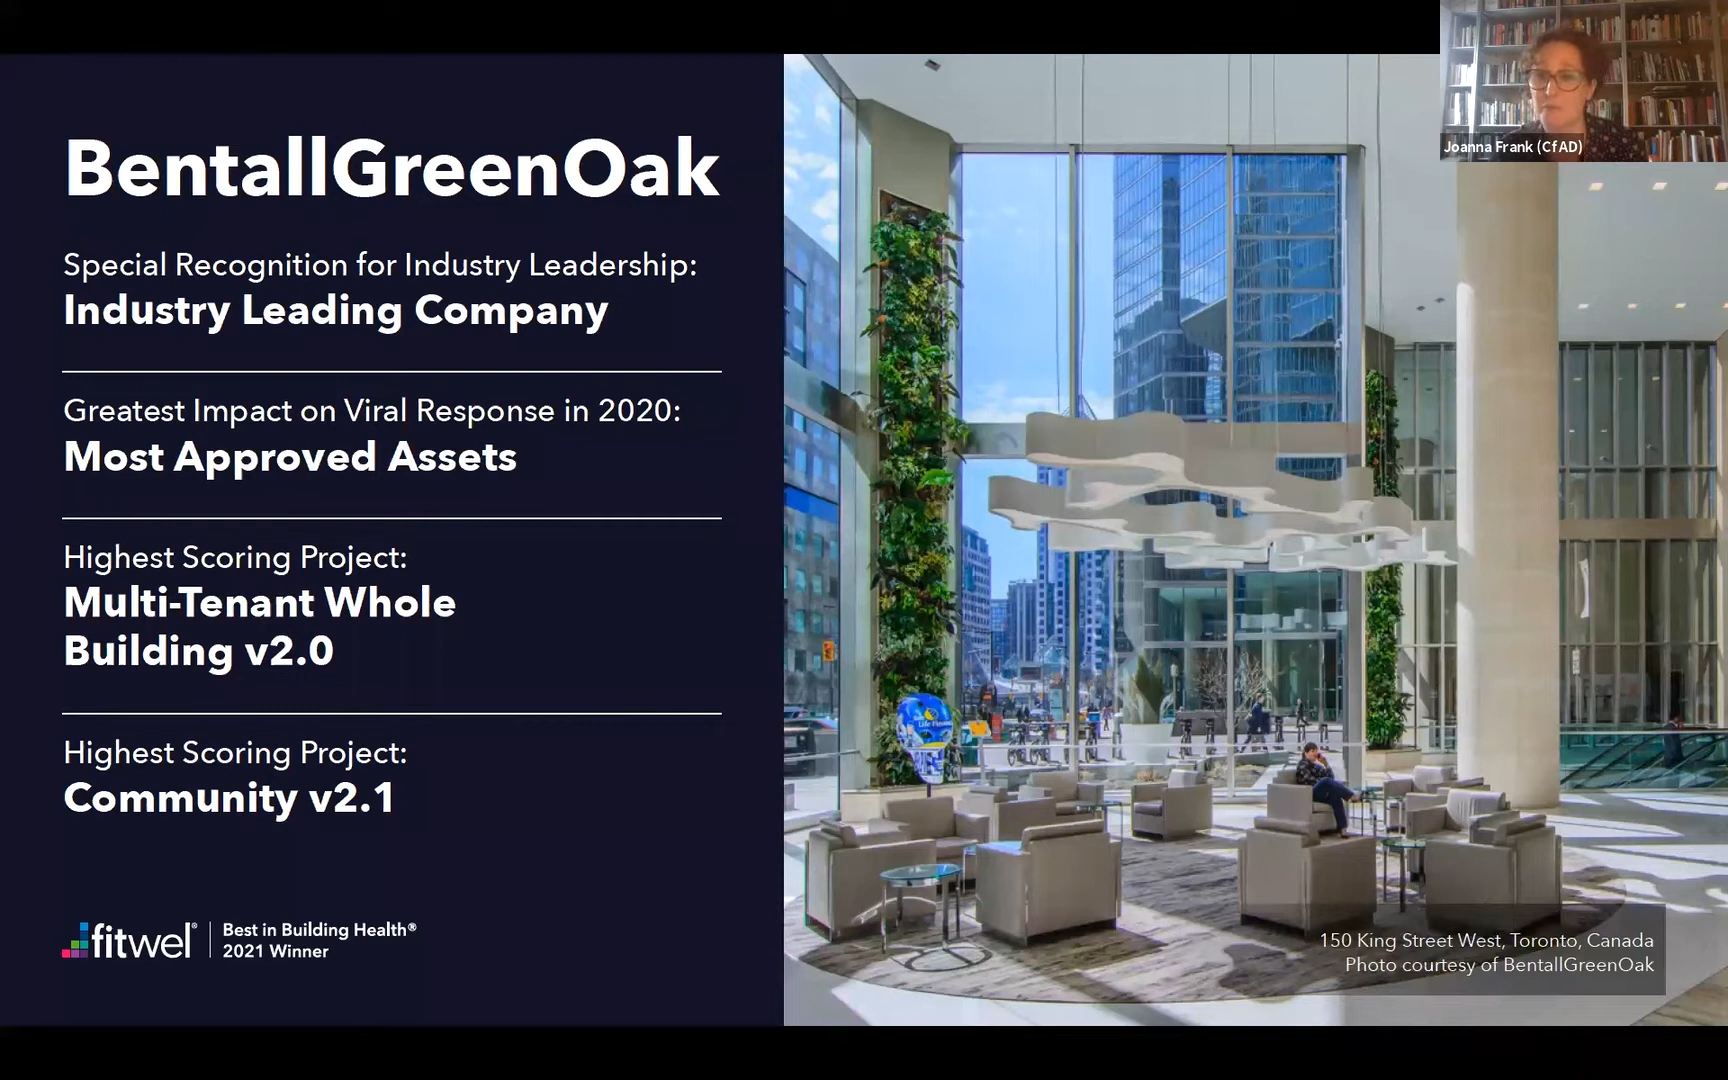 BentallGreenOak
Special Recognition for Industry Leadership:
Industry Leading Company
Greatest Impact on Viral Response in 2020:
Most Approved Assets
Highest Scoring Project:
Multi-Tenant Whole
Building v2.0
Highest Scoring Project:
Community v2.1
fitwel®
Best in Building Health®
2021 Winner
Joanna Frank (CfAD)
150 King Street West, Toronto, Canada
Photo courtesy of BentallGreenOak